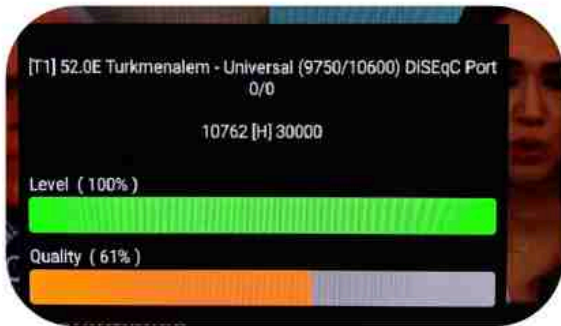 [T1] 52.0E Turkmenalem - Universal (9750/10600) DiSEqC Port
0/0
10762 [H] 30000
Level ( 100% )
Quality ( 61% )